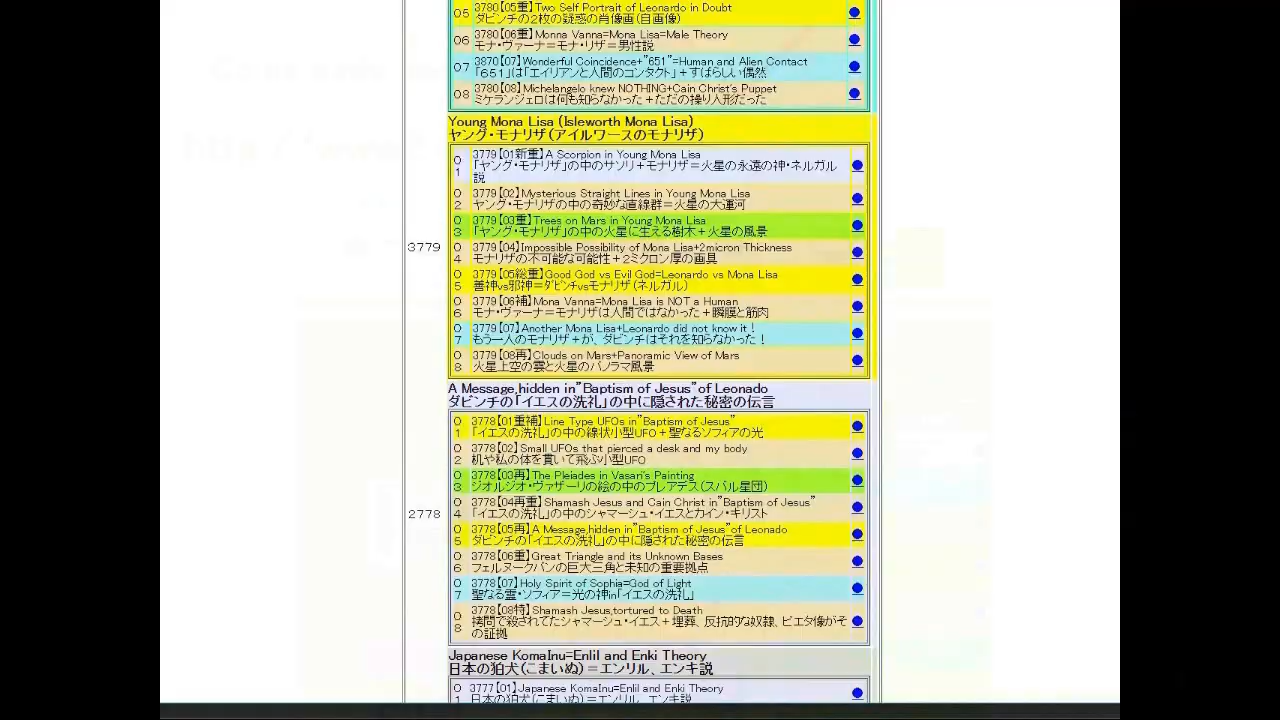 05 3780【05重】Two Self Portrait of Leonardo in Doubt
ダビンチの2枚の疑惑の肖像画(自画像)
06 3780【06重】Monna Vanna=Mona Lisa=Male Theory
モナ・ヴァーナ=モナ・リザ=男性説
07 3870【07】Wonderful Coincidence+"651"=Human and Alien Contact
「651」は「エイリアンと人間のコンタクト」+すばらしい偶然
08 3780【08】Michelangelo knew NOTHING+Cain Christ's Puppet
ミケランジェロは何も知らなかった+ただの操り人形だった
Young Mona Lisa (Isleworth Mona Lisa)
ヤング・モナリザ(アイルワースのモナリザ)
3779
01 3779【01新重】A Scorpion in Young Mona Lisa
「ヤング・モナリザ」の中のサソリ+モナリザ=火星の永遠の神・ネルガル
説
02 3779【02】Mysterious Straight Lines in Young Mona Lisa
ヤング・モナリザの中の奇妙な直線群=火星の大運河
03 3779【03重】Trees on Mars in Young Mona Lisa
「ヤング・モナリザ」の中の火星に生える樹木+火星の風景
04 3779【04】Impossible Possibility of Mona Lisa+2micron Thickness
モナリザの不可能な可能性+2ミクロン厚の画具
05 3779【05総重】Good God vs Evil God=Leonardo vs Mona Lisa
善神vs邪神=ダビンチvsモナリザ(ネルガル)
06 3779【06補】Mona Vanna=Mona Lisa is NOT a Human
モナ・ヴァーナ=モナリザは人間ではなかった+瞬膜と筋肉
07 3779【07】Another Mona Lisa+Leonardo did not know it!
もう一人のモナリザ+が、ダビンチはそれを知らなかった!
08 3779【08再】Clouds on Mars+Panoramic View of Mars
火星上空の雲と火星のパノラマ風景
A Message,hidden in"Baptism of Jesus"of Leonado
ダビンチの「イエスの洗礼」の中に隠された秘密の伝言
2778
01 3778【01重補】Line Type UFOs in"Baptism of Jesus"
「イエスの洗礼」の中の線状小型UFO+聖なるソフィアの光
02 3778【02】Small UFOs that pierced a desk and my body
机や私の体を貫いて飛ぶ小型UFO
03 3778【03再】The Pleiades in Vasari's Painting
ジオルジオ・ヴァザーリの絵の中のプレアデス(スバル星団)
04 3778【04再重】Shamash Jesus and Cain Christ in"Baptism of Jesus"
「イエスの洗礼」の中のシャマーシュ・イエスとカイン・キリスト
05 3778【05再】A Message,hidden in"Baptism of Jesus"of Leonado
ダビンチの「イエスの洗礼」の中に隠された秘密の伝言
06 3778【06重】Great Triangle and its Unknown Bases
フェルヌークバンの巨大三角と未知の重要拠点
07 3778【07】Holy Spirit of Sophia=God of Light
聖なる霊・ソフィア=光の神in「イエスの洗礼」
08 3778【08特】Shamash Jesus,tortured to Death
拷問で殺されてたシャマーシュ・イエス+埋葬、反抗的な奴隷、ピエタ像がそ
の証拠
Japanese KomaInu=Enlil and Enki Theory
日本の狛犬(こまいぬ)=エンリル、エンキ説
01 3777【01】Japanese KomaInu=Enlil and Enki Theory
日本の狛犬(こまいぬ)=エンリル、エンキ説